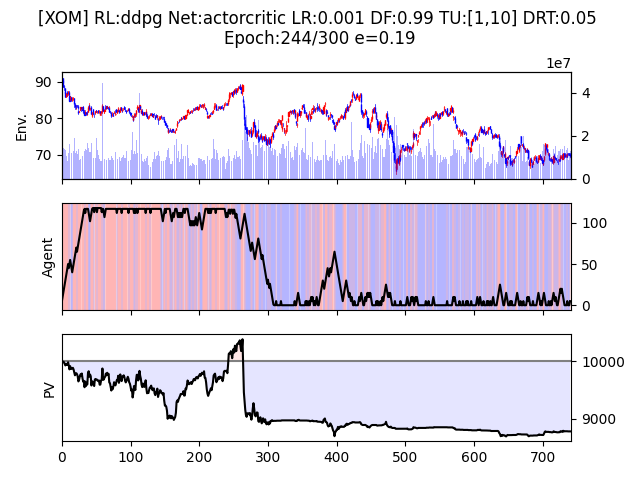 [XOM] RL:ddpg Net:actorcritic LR:0.001 DF:0.99 TU:[1,10] DRT:0.05
Epoch:244/300 e=0.19
1e7
90
80
70
Env.
4
2
0
Agent
100
50
0
PV
10000
9000
0 100 200 300 400 500 600 700